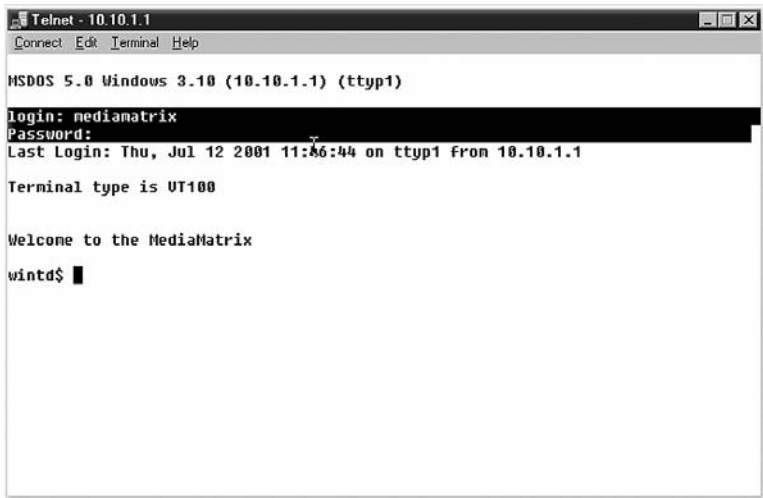 Telnet - 10.10.1.1
Connect Edit Terminal Help
MSDOS 5.0 Windows 3.10 (10.10.1.1) (ttyp1)
login: mediamatrix
Password:
Last Login: Thu, Jul 12 2001 11:46:44 on ttyp1 from 10.10.1.1
Terminal type is VT100
Welcome to the MediaMatrix
wintd$